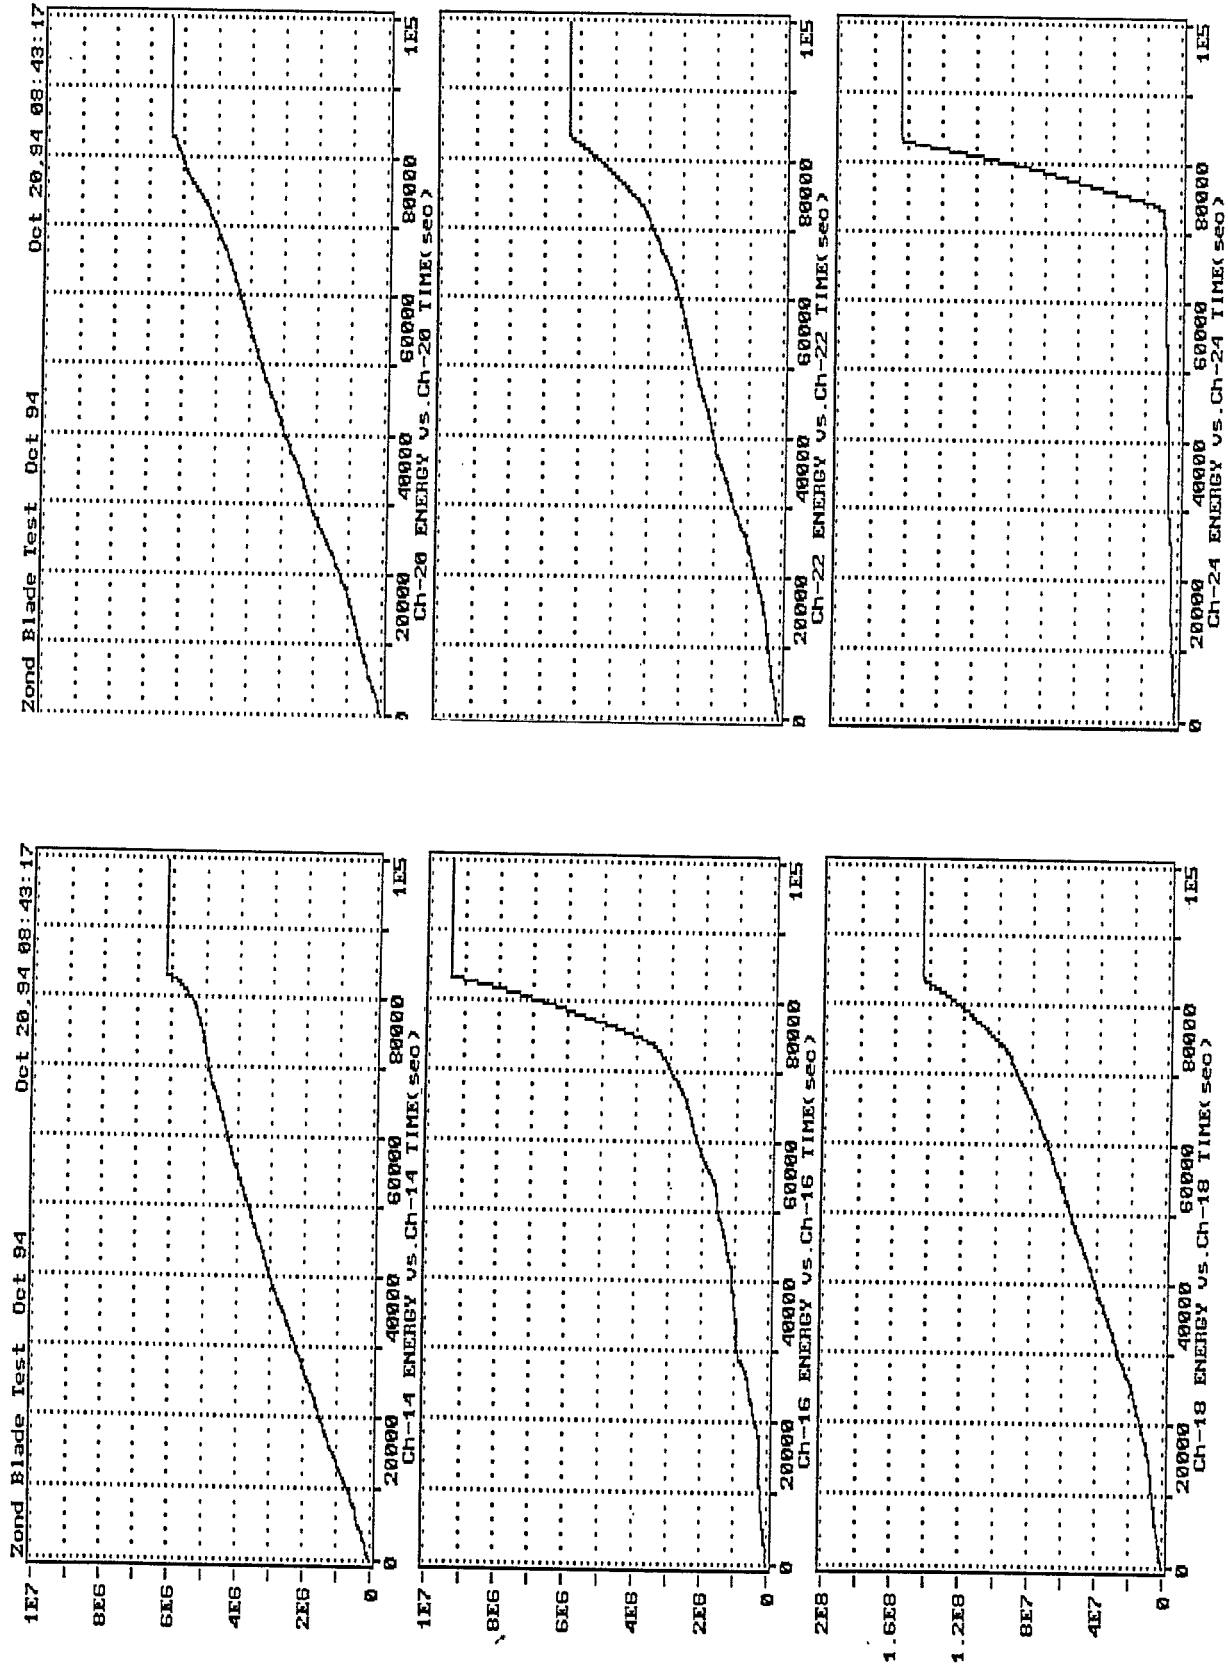 Zond Blade Test Oct 94 Oct 20,94 08:43:17
1E7
8E6
6E6
4E6
2E6
0
0 20000 40000 60000 80000 1E5
Ch-14 ENERGY vs.Ch-14 TIME(sec)
1E7
8E6
6E6
4E6
2E6
0
0 20000 40000 60000 80000 1E5
Ch-16 ENERGY vs.Ch-16 TIME(sec)
2E8
1.6E8
1.2E8
8E7
4E7
0
0 20000 40000 60000 80000 1E5
Ch-18 ENERGY vs.Ch-18 TIME(sec)
Zond Blade Test Oct 94 Oct 20,94 08:43:17
0 20000 40000 60000 80000 1E5
Ch-20 ENERGY vs.Ch-20 TIME(sec)
0 20000 40000 60000 80000 1E5
Ch-22 ENERGY vs.Ch-22 TIME(sec)
0 20000 40000 60000 80000 1E5
Ch-24 ENERGY vs.Ch-24 TIME(sec)